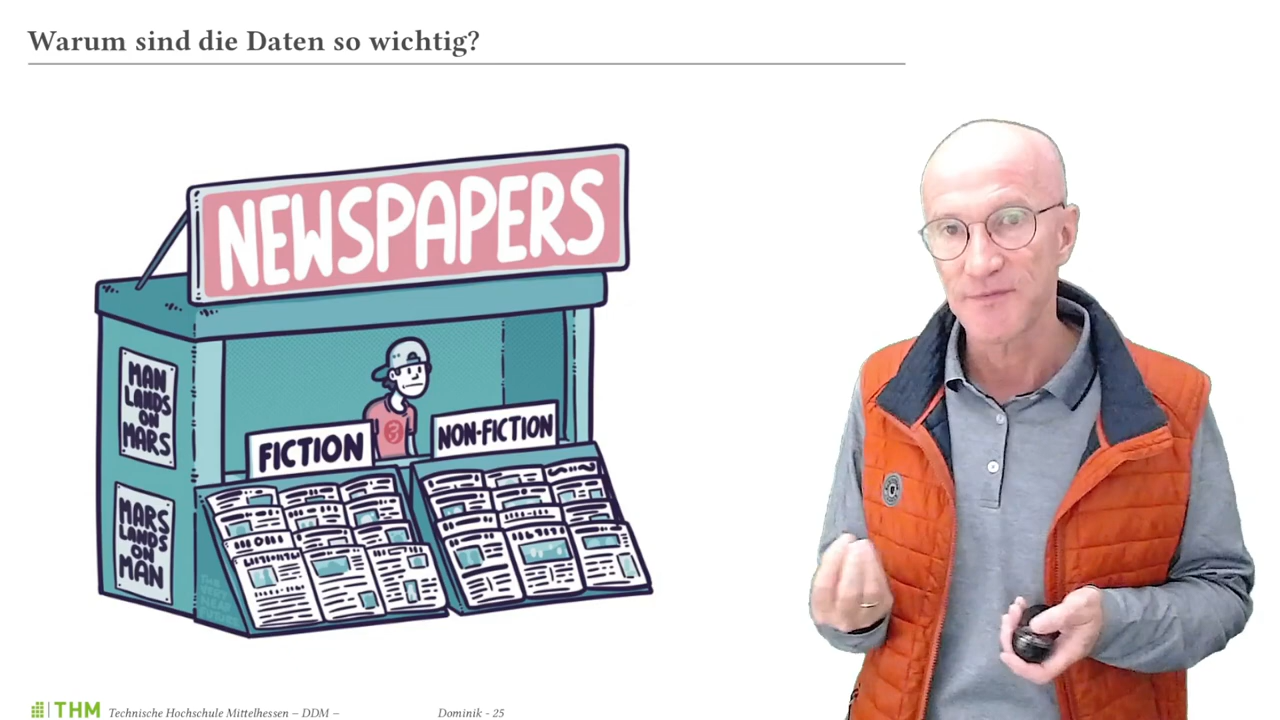 Warum sind die Daten so wichtig?
NEWSPAPERS
MAN
LANDS
ON
MARS
FICTION
NON-FICTION
MARS
LANDS
ON
MAN
THM Technische Hochschule Mittelhessen – DDM –
Dominik - 25